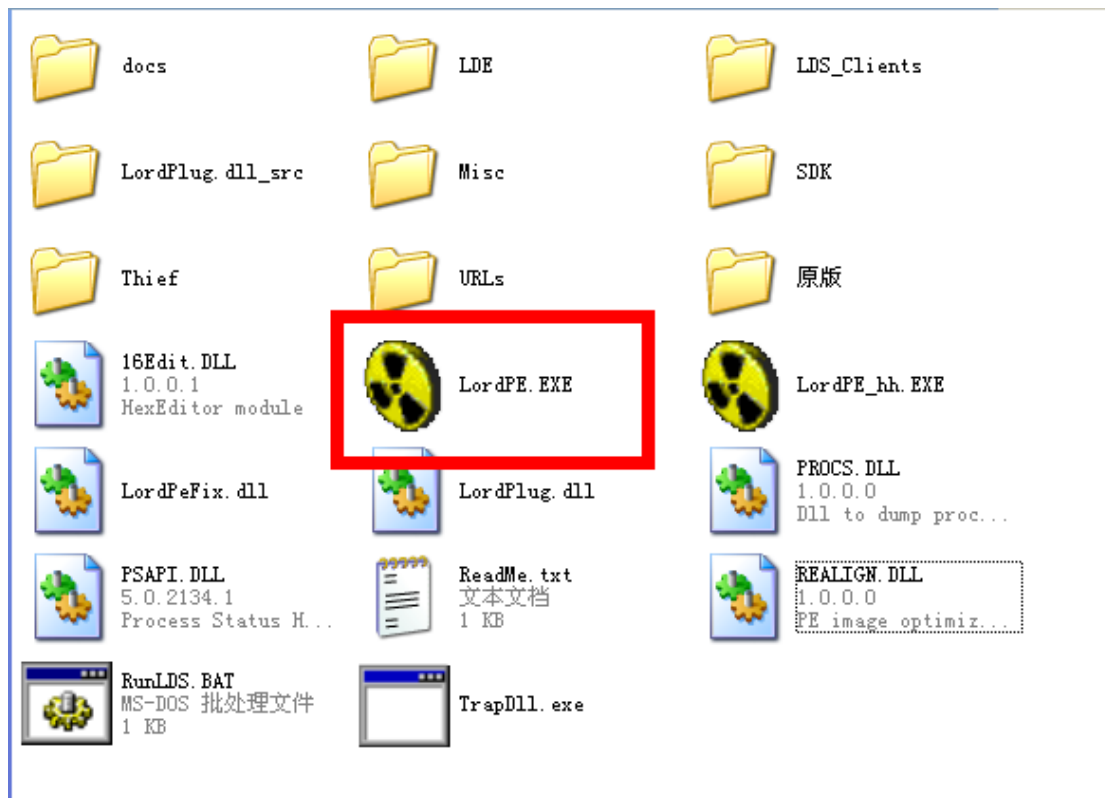 docs
LDE
LDS_Clients
LordPlug.dll_src
Misc
SDK
Thief
URLs
原版
16Edit.DLL
1.0.0.1
HexEditor module
LordPE.EXE
LordPE_hh.EXE
LordPeFix.dll
LordPlug.dll
PROCS.DLL
1.0.0.0
Dll to dump proc...
PSAPI.DLL
5.0.2134.1
Process Status H...
ReadMe.txt
文本文档
1 KB
REALIGN.DLL
1.0.0.0
PE image optimiz...
RunLDS.BAT
MS-DOS 批处理文件
1 KB
TrapDll.exe